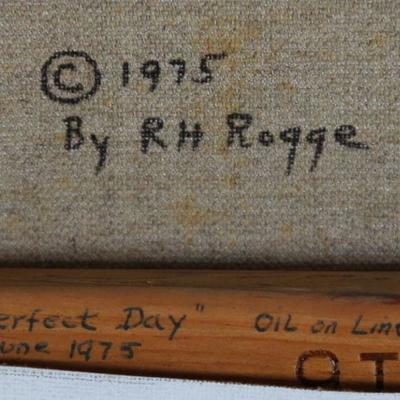 © 1975
By RH Rogge
erfect Day" OIL on Lin
une 1975